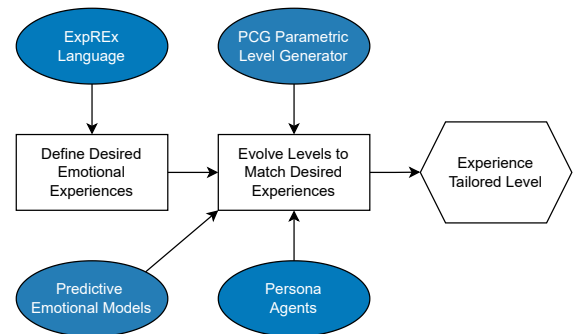 ExpREx
Language
PCG Parametric
Level Generator
Define Desired
Emotional
Experiences
Evolve Levels to
Match Desired
Experiences
Experience
Tailored Level
Predictive
Emotional Models
Persona
Agents